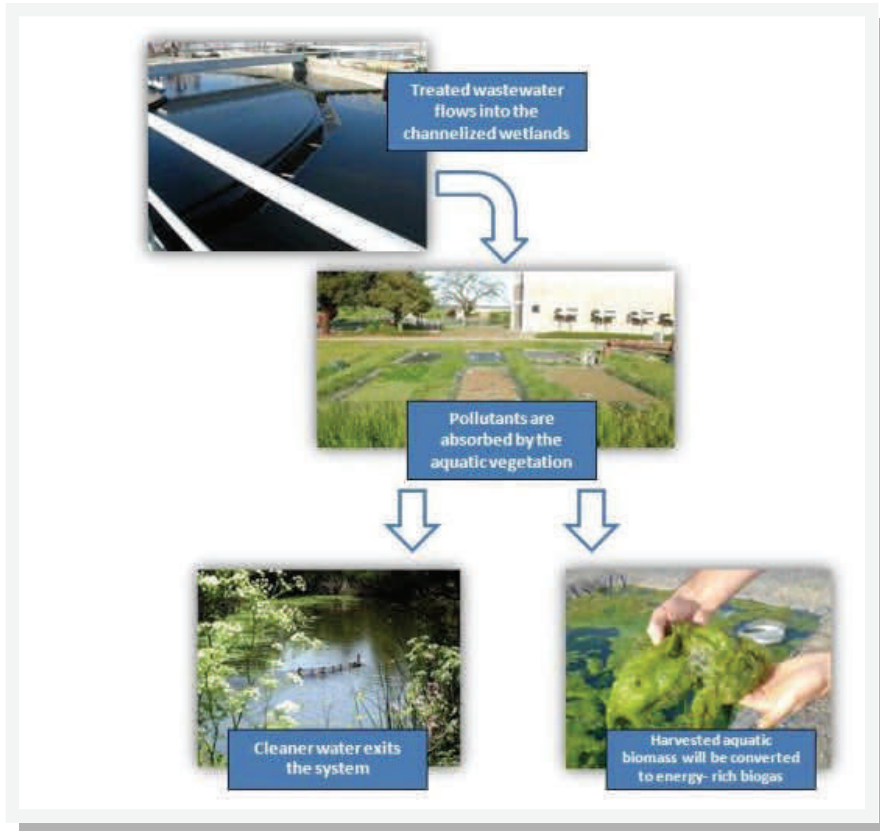 Treated wastewater
flows into the
channelized wetlands
Pollutants are
absorbed by the
aquatic vegetation
Cleaner water exits
the system
Harvested aquatic
biomass will be converted
to energy- rich biogas